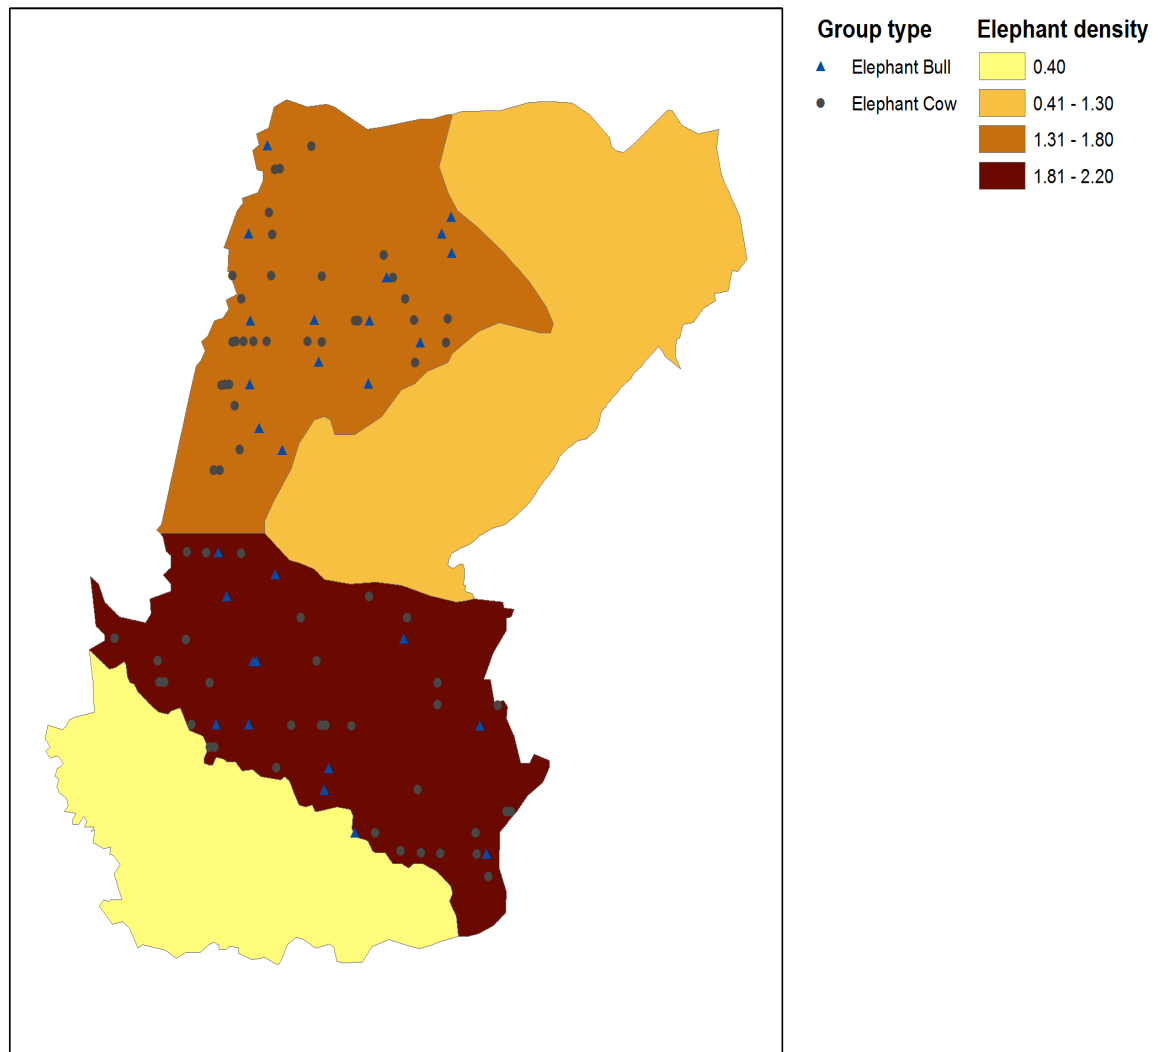 Group type
Elephant Bull
Elephant Cow
Elephant density
0.40
0.41 - 1.30
1.31 - 1.80
1.81 - 2.20